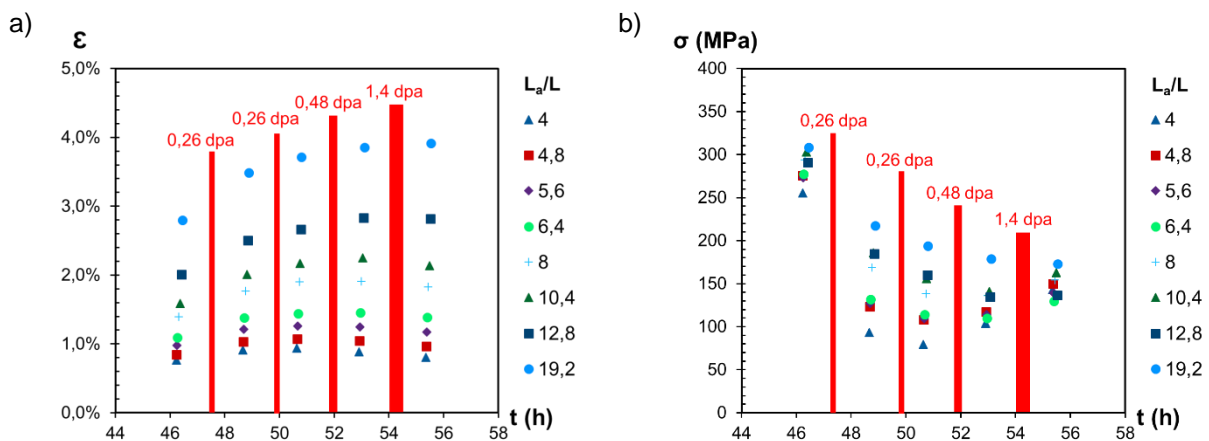 a)
ε
5,0%
4,0%
3,0%
2,0%
1,0%
0,0%
44 46 48 50 52 54 56 58
t (h)
0,26 dpa
0,26 dpa
0,48 dpa
1,4 dpa
Lₐ/L
4
4,8
5,6
6,4
8
10,4
12,8
19,2
b)
σ (MPa)
400
350
300
250
200
150
100
50
0
44 46 48 50 52 54 56 58
t (h)
0,26 dpa
0,26 dpa
0,48 dpa
1,4 dpa
Lₐ/L
4
4,8
5,6
6,4
8
10,4
12,8
19,2